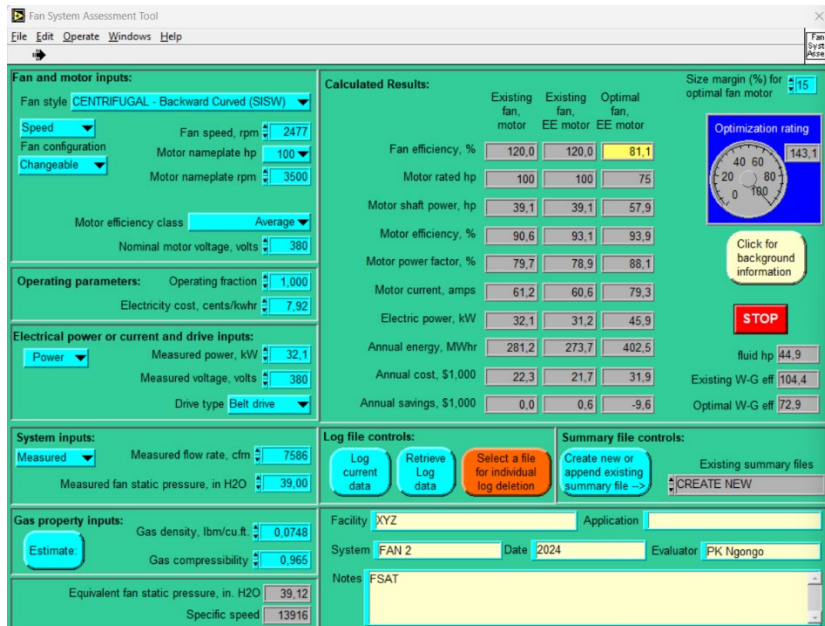 Fan System Assessment Tool
File Edit Operate Windows Help
Fan and motor inputs:
Fan style CENTRIFUGAL - Backward Curved (SISW)
Speed
Fan speed, rpm 2477
Fan configuration
Motor nameplate hp 100
Changeable
Motor nameplate rpm 3500
Motor efficiency class Average
Nominal motor voltage, volts 380
Operating parameters: Operating fraction 1,000
Electricity cost, cents/kwhr 7,92
Electrical power or current and drive inputs:
Power Measured power, kW 32,1
Measured voltage, volts 380
Drive type Belt drive
System inputs:
Measured Measured flow rate, cfm 7586
Measured fan static pressure, in H2O 39,00
Gas property inputs:
Gas density, lbm/cu.ft. 0,0748
Estimate:
Gas compressibility 0,965
Equivalent fan static pressure, in. H2O 39,12
Specific speed 13916
Calculated Results:
Existing Existing Optimal
fan, fan, fan,
motor EE motor EE motor
Fan efficiency, % 120,0 120,0 81,1
Motor rated hp 100 100 75
Motor shaft power, hp 39,1 39,1 57,9
Motor efficiency, % 90,6 93,1 93,9
Motor power factor, % 79,7 78,9 88,1
Motor current, amps 61,2 60,6 79,3
Electric power, kW 32,1 31,2 45,9
Annual energy, MWhr 281,2 273,7 402,5
Annual cost, $1,000 22,3 21,7 31,9
Annual savings, $1,000 0,0 0,6 -9,6
Size margin (%) for
optimal fan motor 15
Optimization rating
143,1
40 60
20 80
0 100
Click for
background
information
STOP
fluid hp 44,9
Existing W-G eff 104,4
Optimal W-G eff 72,9
Log file controls:
Log
current
data
Retrieve
Log
data
Select a file
for individual
log deletion
Summary file controls:
Create new or
append existing
summary file -->
Existing summary files
CREATE NEW
Facility XYZ Application
System FAN 2 Date 2024 Evaluator PK Ngongo
Notes FSAT